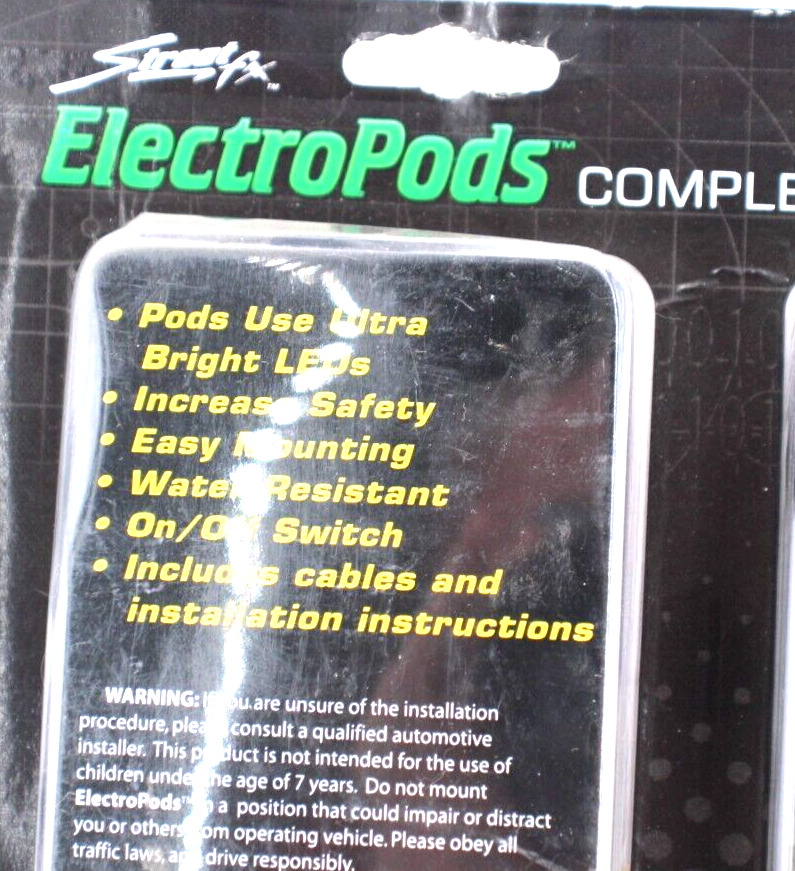 Street fx™
ElectroPods™ COMPLE
• Pods Use Ultra
Bright LEDs
• Increase Safety
• Easy Mounting
• Water Resistant
• On/Off Switch
• Includes cables and
installation instructions
WARNING: If you are unsure of the installation
procedure, please consult a qualified automotive
installer. This product is not intended for the use of
children under the age of 7 years. Do not mount
ElectroPods™ in a position that could impair or distract
you or others from operating vehicle. Please obey all
traffic laws, and drive responsibly.